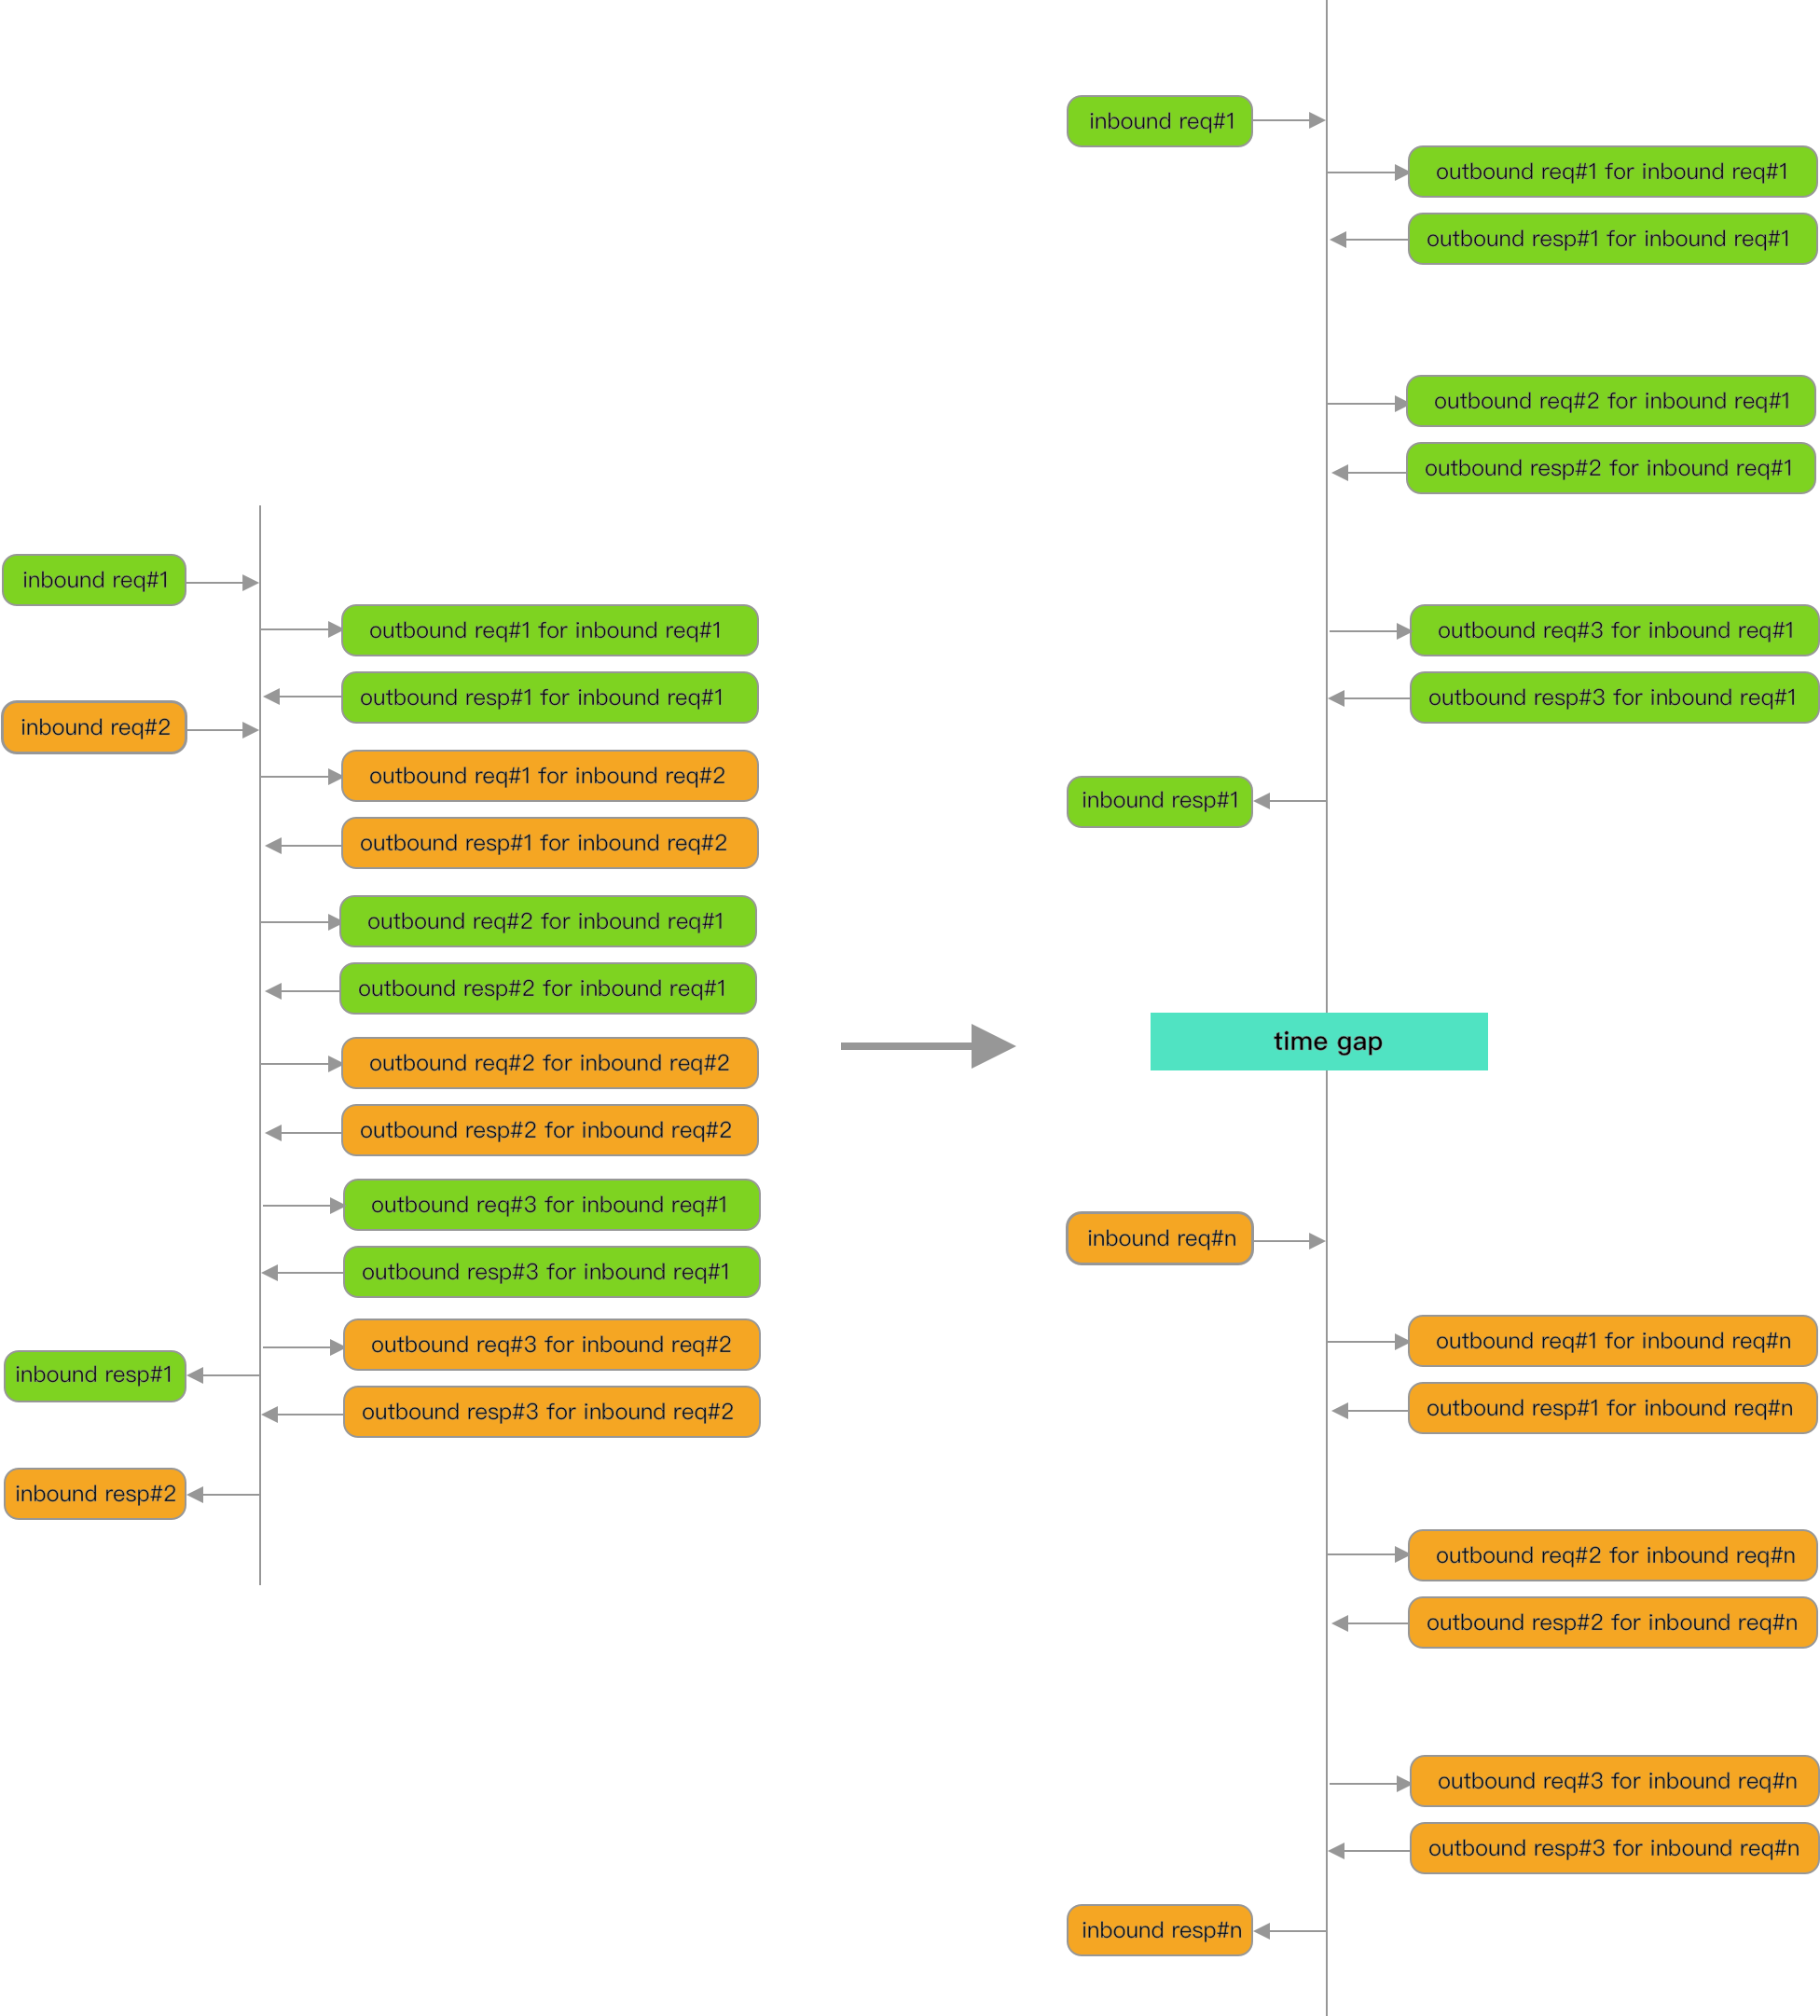 inbound req#1
outbound req#1 for inbound req#1
outbound resp#1 for inbound req#1
inbound req#2
outbound req#1 for inbound req#2
outbound resp#1 for inbound req#2
outbound req#2 for inbound req#1
outbound resp#2 for inbound req#1
outbound req#2 for inbound req#2
outbound resp#2 for inbound req#2
outbound req#3 for inbound req#1
outbound resp#3 for inbound req#1
outbound req#3 for inbound req#2
inbound resp#1
outbound resp#3 for inbound req#2
inbound resp#2
inbound req#1
outbound req#1 for inbound req#1
outbound resp#1 for inbound req#1
outbound req#2 for inbound req#1
outbound resp#2 for inbound req#1
outbound req#3 for inbound req#1
outbound resp#3 for inbound req#1
inbound resp#1
time gap
inbound req#n
outbound req#1 for inbound req#n
outbound resp#1 for inbound req#n
outbound req#2 for inbound req#n
outbound resp#2 for inbound req#n
outbound req#3 for inbound req#n
outbound resp#3 for inbound req#n
inbound resp#n